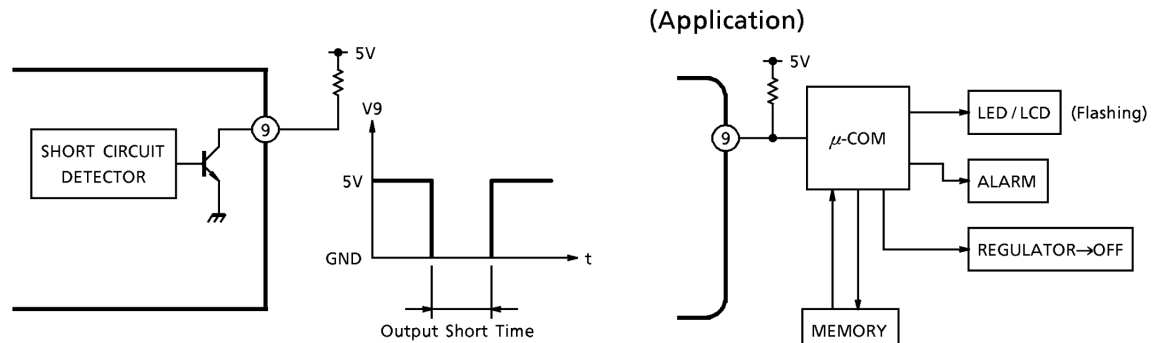 (Application)
5V
9
SHORT CIRCUIT
DETECTOR
V9
5V
GND
t
Output Short Time
5V
9
μ-COM
LED / LCD (Flashing)
ALARM
REGULATOR→OFF
MEMORY